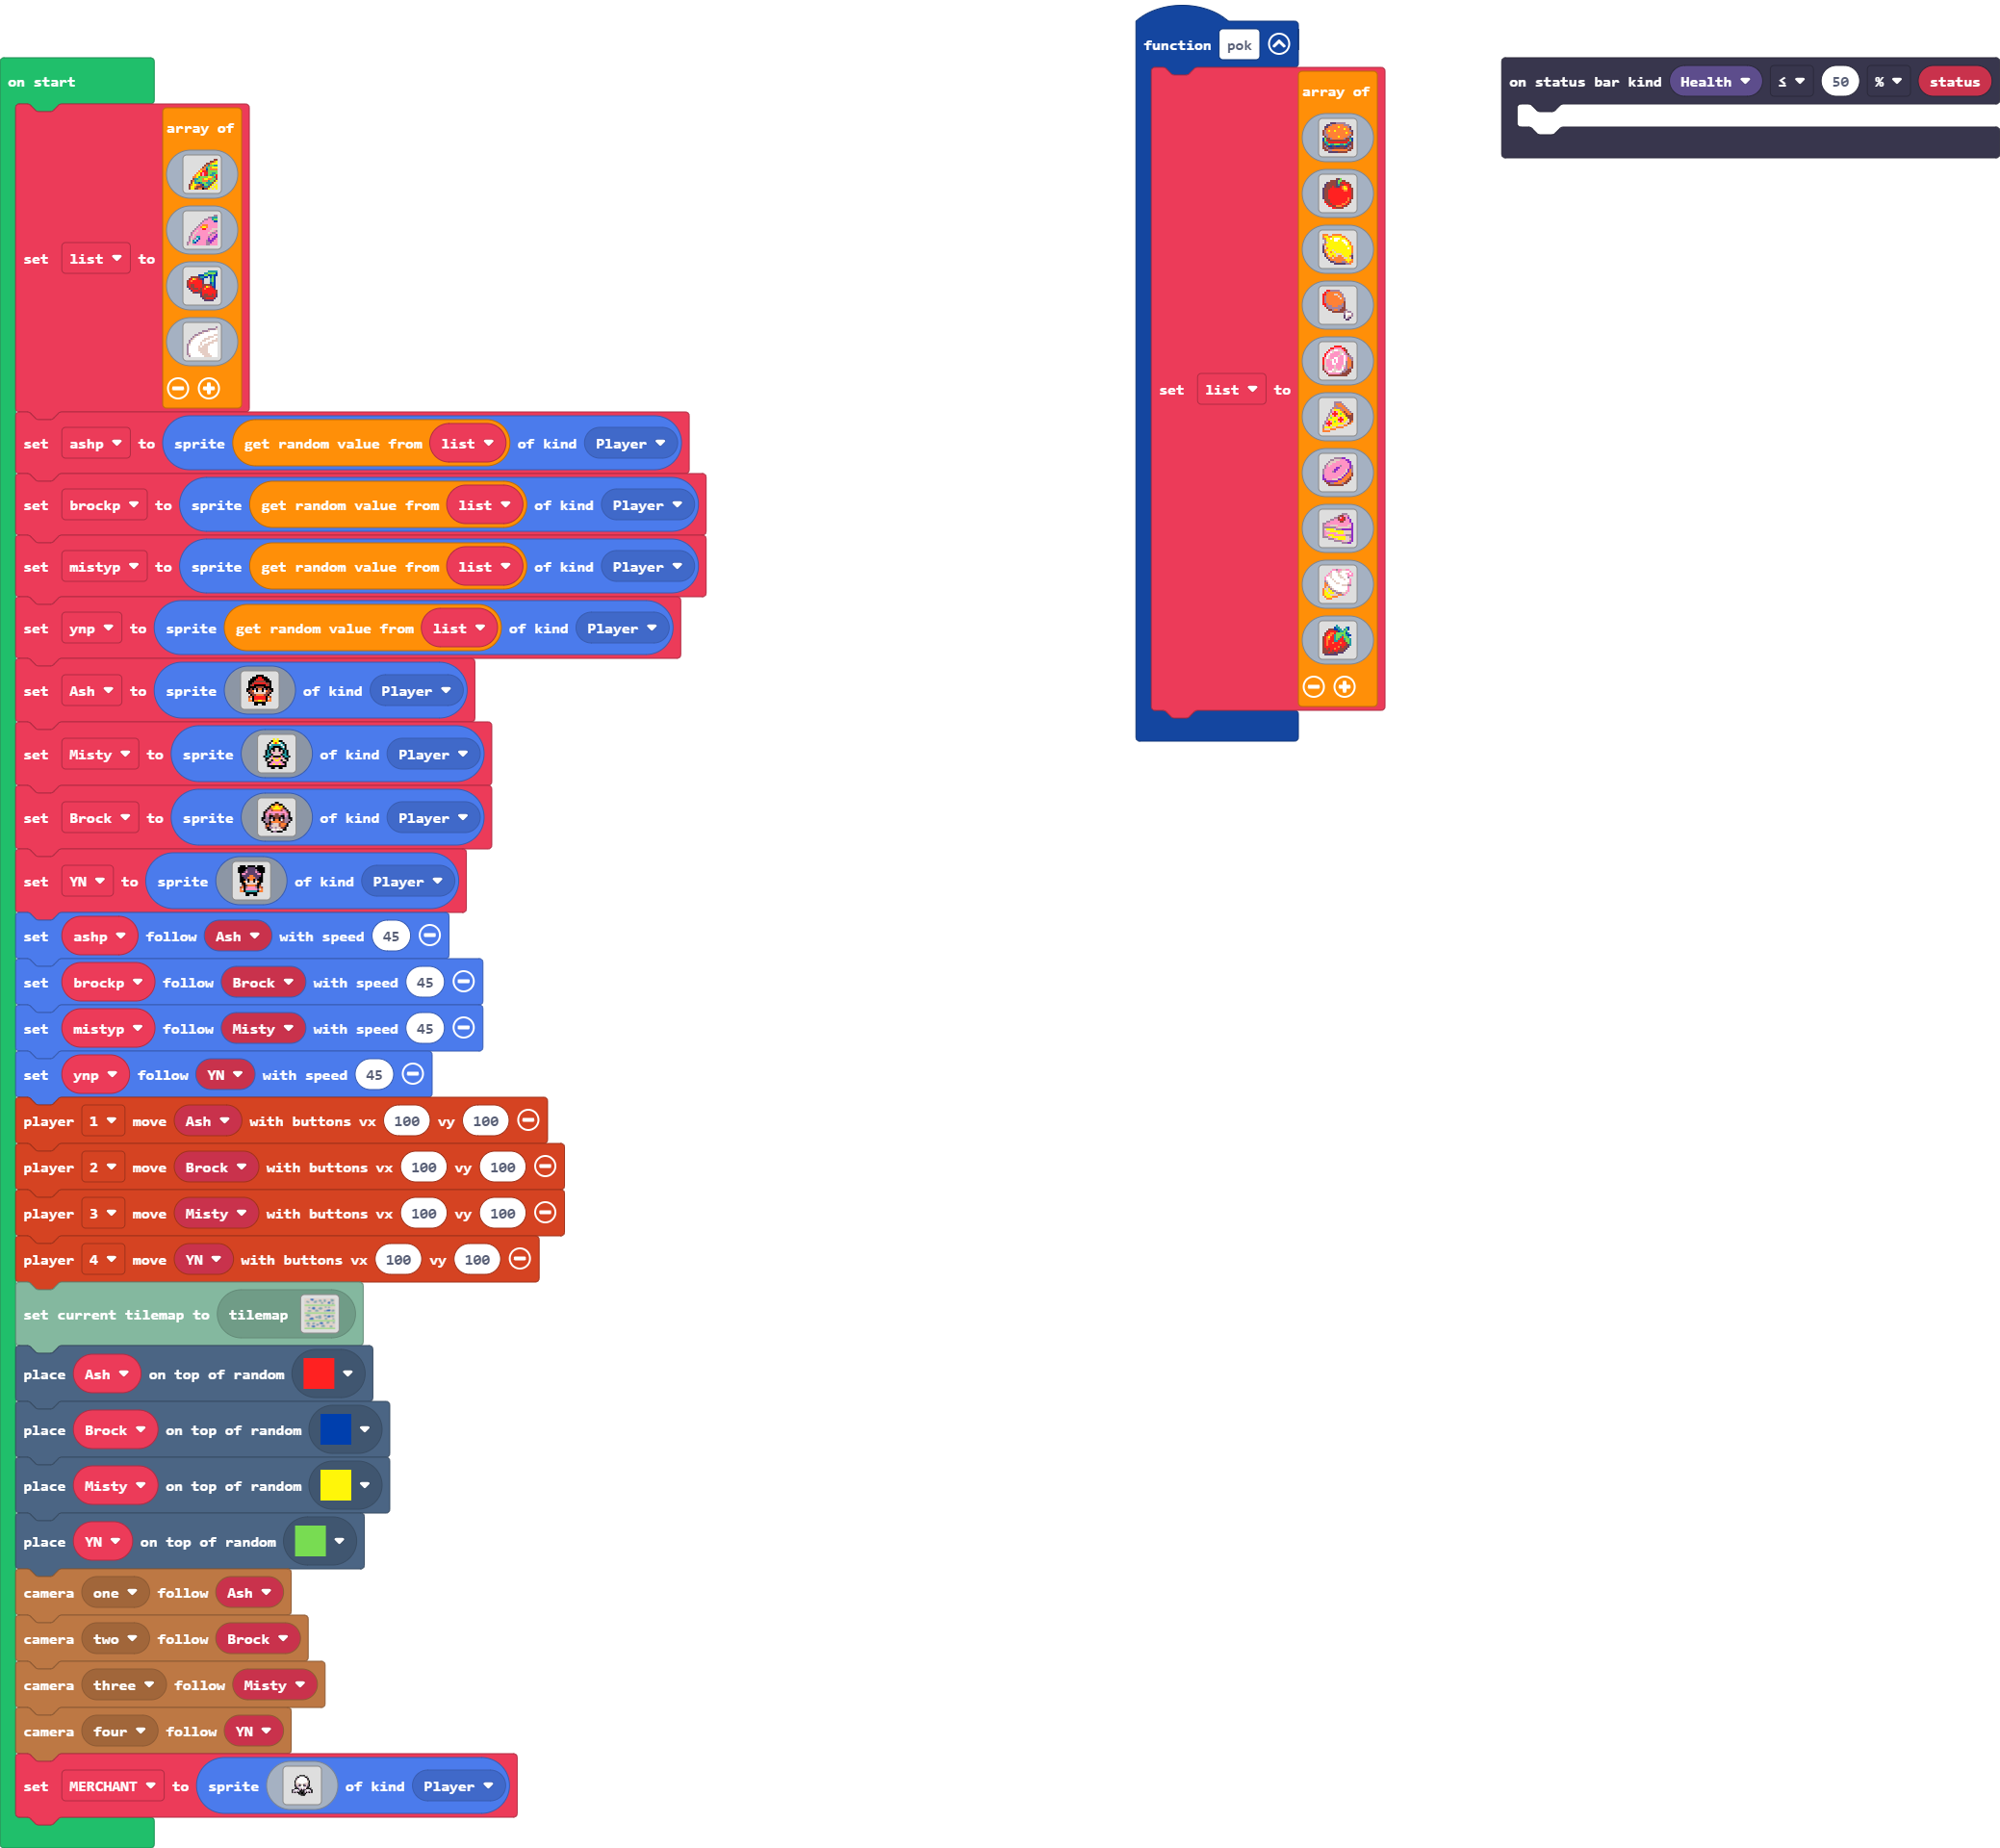 on start
array of
set list to
set ashp to sprite get random value from list of kind Player
set brockp to sprite get random value from list of kind Player
set mistyp to sprite get random value from list of kind Player
set ynp to sprite get random value from list of kind Player
set Ash to sprite of kind Player
set Misty to sprite of kind Player
set Brock to sprite of kind Player
set YN to sprite of kind Player
set ashp follow Ash with speed 45
set brockp follow Brock with speed 45
set mistyp follow Misty with speed 45
set ynp follow YN with speed 45
player 1 move Ash with buttons vx 100 vy 100
player 2 move Brock with buttons vx 100 vy 100
player 3 move Misty with buttons vx 100 vy 100
player 4 move YN with buttons vx 100 vy 100
set current tilemap to tilemap
place Ash on top of random
place Brock on top of random
place Misty on top of random
place YN on top of random
camera one follow Ash
camera two follow Brock
camera three follow Misty
camera four follow YN
set MERCHANT to sprite of kind Player
function pok
array of
set list to
on status bar kind Health ≤ 50 % status